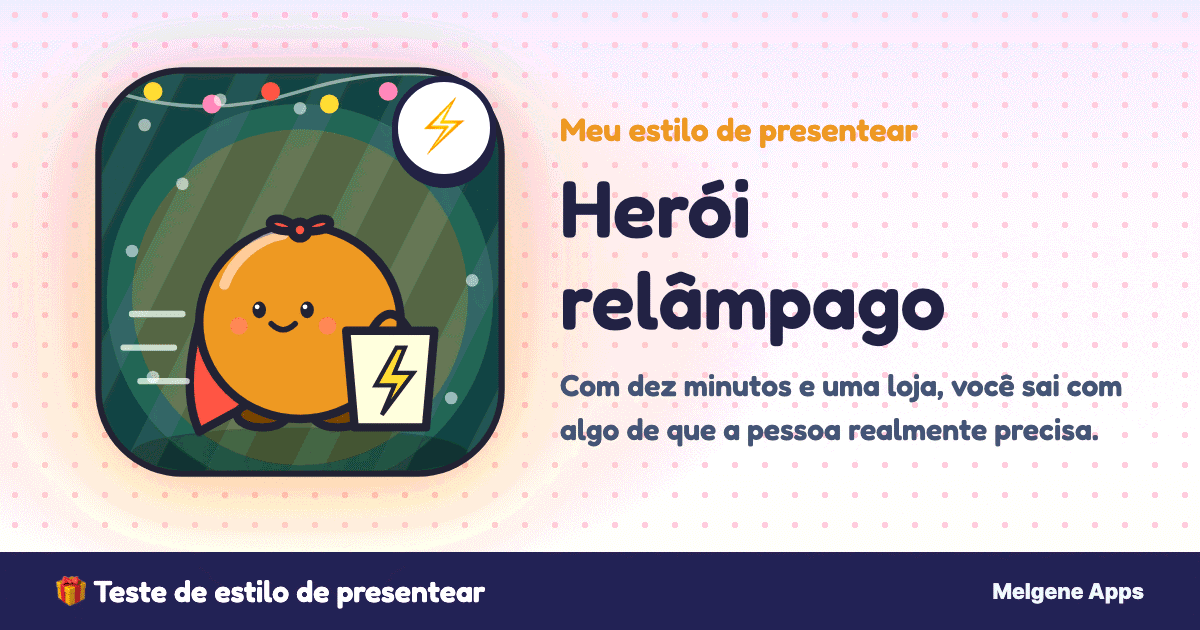 Meu estilo de presentear
Herói
relâmpago
Com dez minutos e uma loja, você sai com
algo de que a pessoa realmente precisa.
Teste de estilo de presentear
Melgene Apps